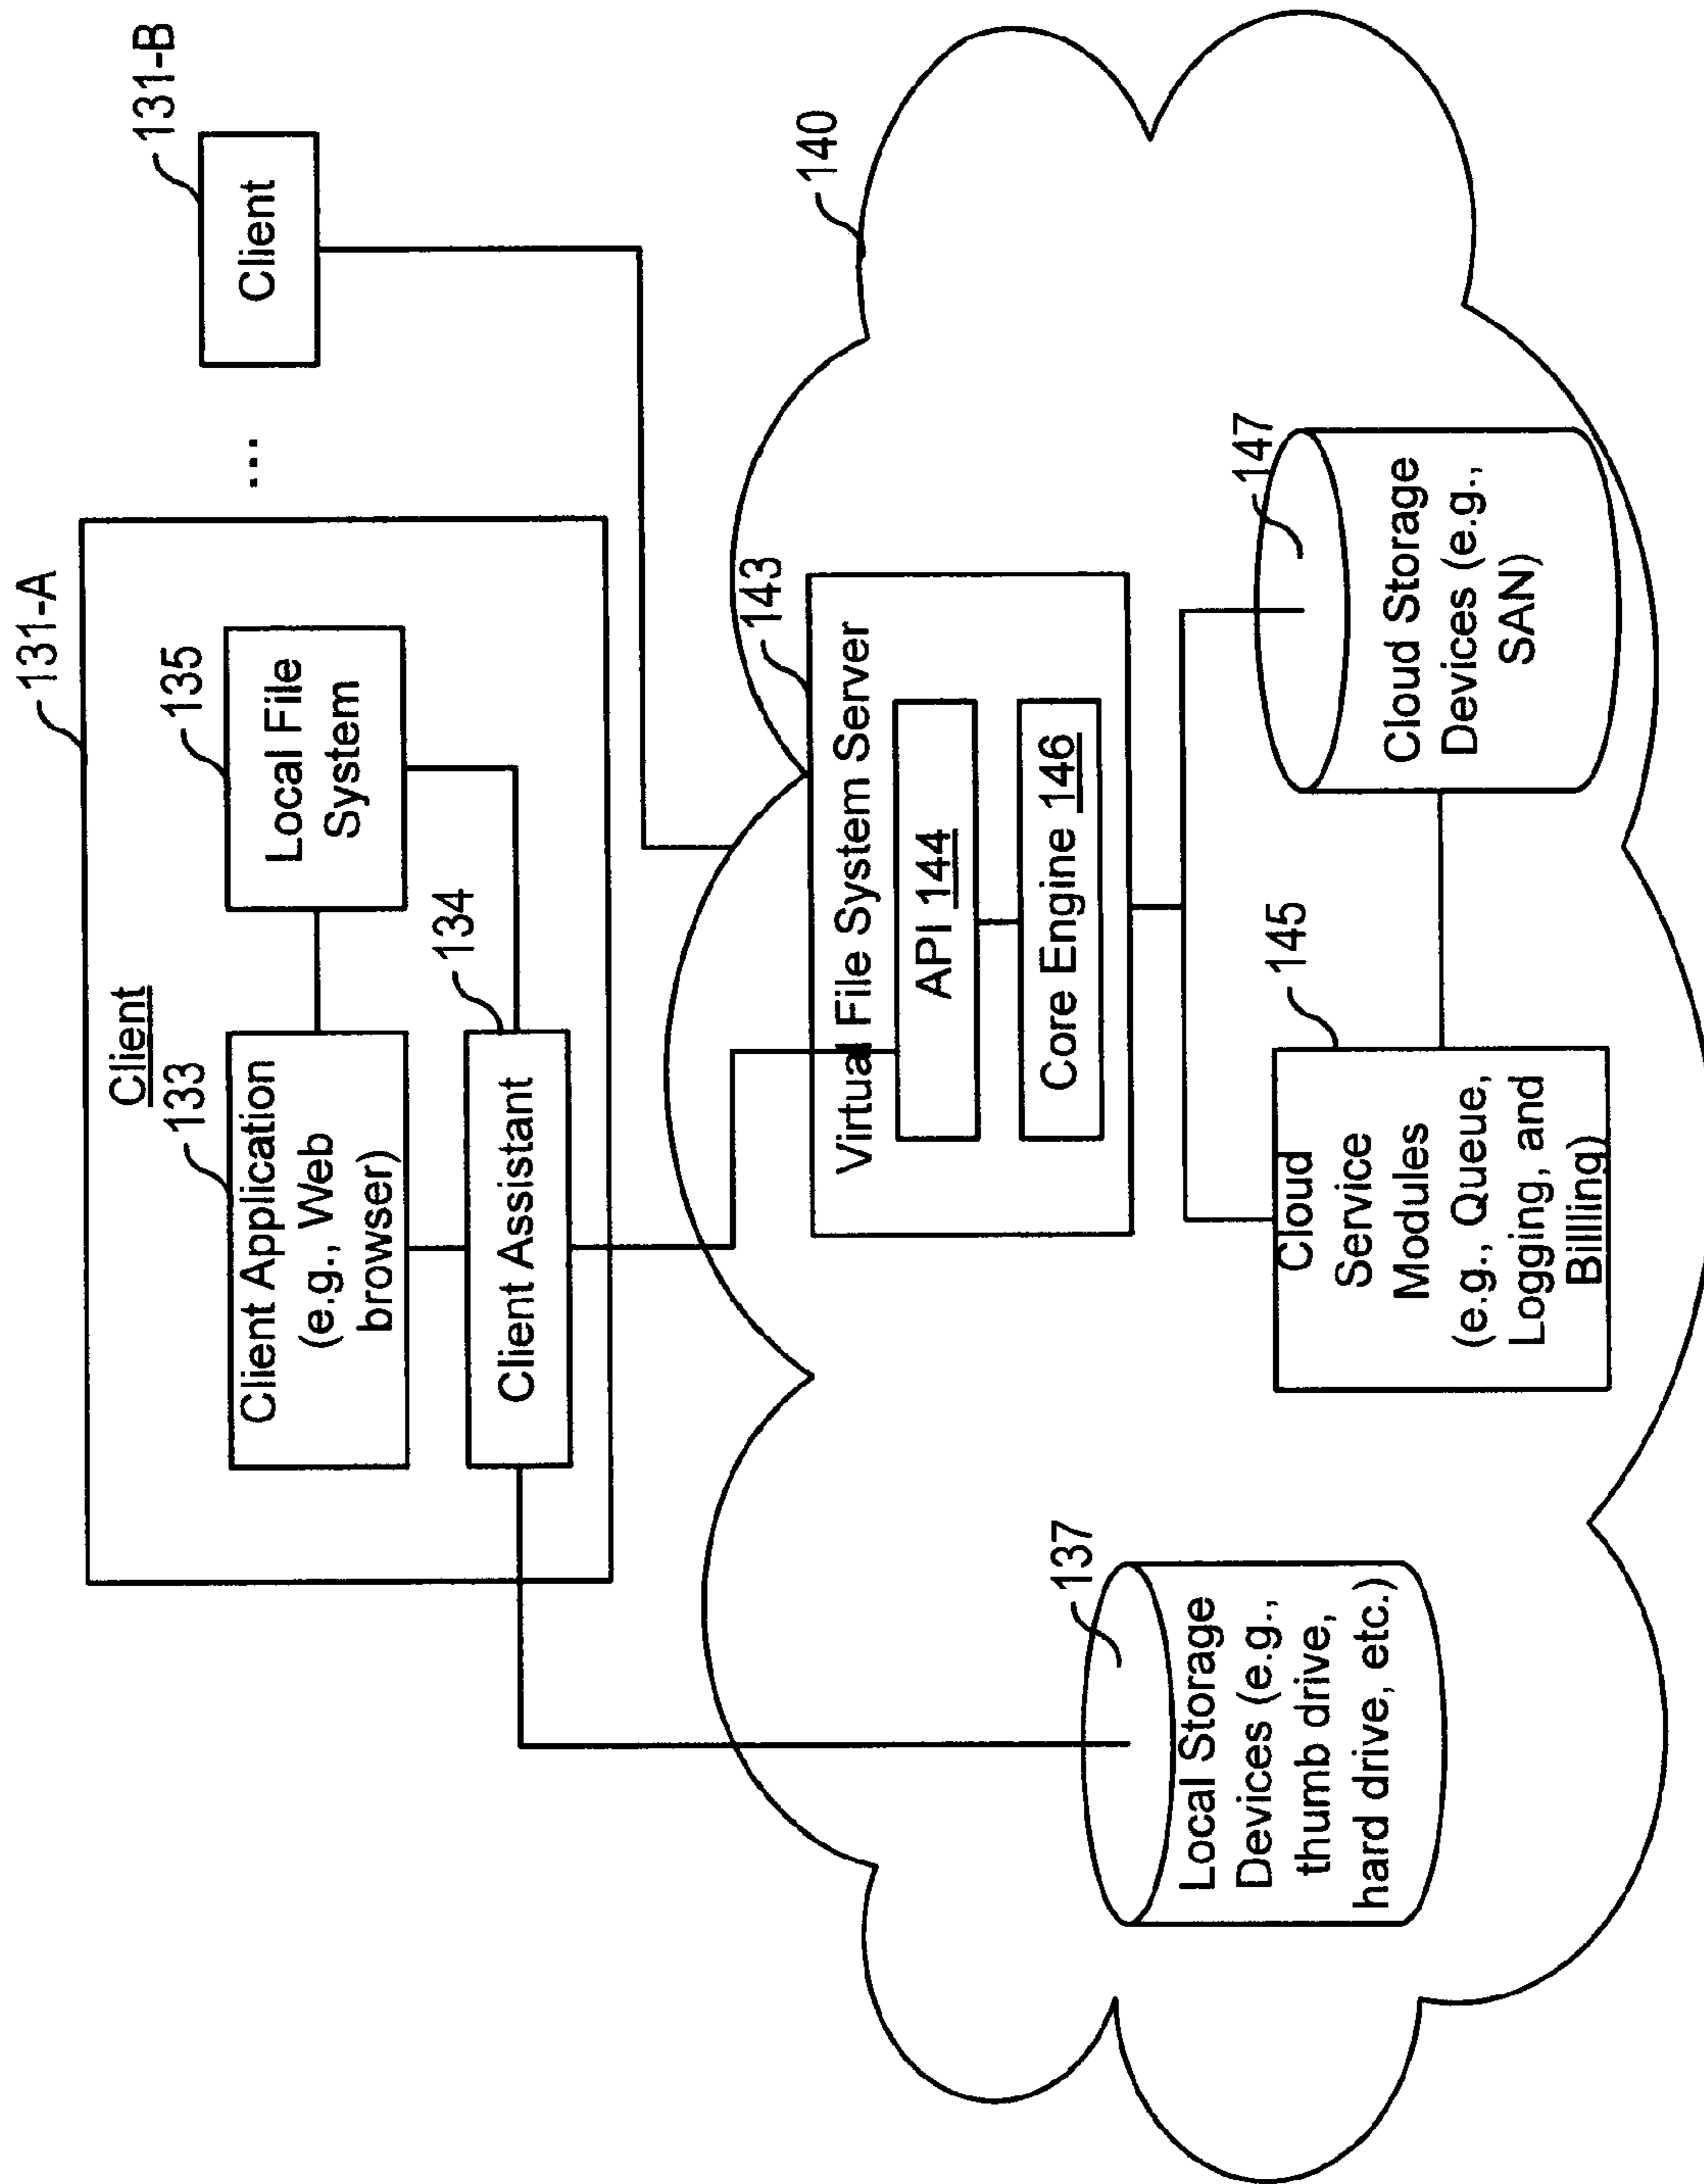 131-A
131-B
Client
133
135
Client Application
(e.g., Web
browser)
Local File
System
...
Client
134
Client Assistant
140
143
Virtual File System Server
API 144
Core Engine 146
137
Local Storage
Devices (e.g.,
thumb drive,
hard drive, etc.)
145
Cloud
Service
Modules
(e.g., Queue,
Logging, and
Billing)
147
Cloud Storage
Devices (e.g.,
SAN)